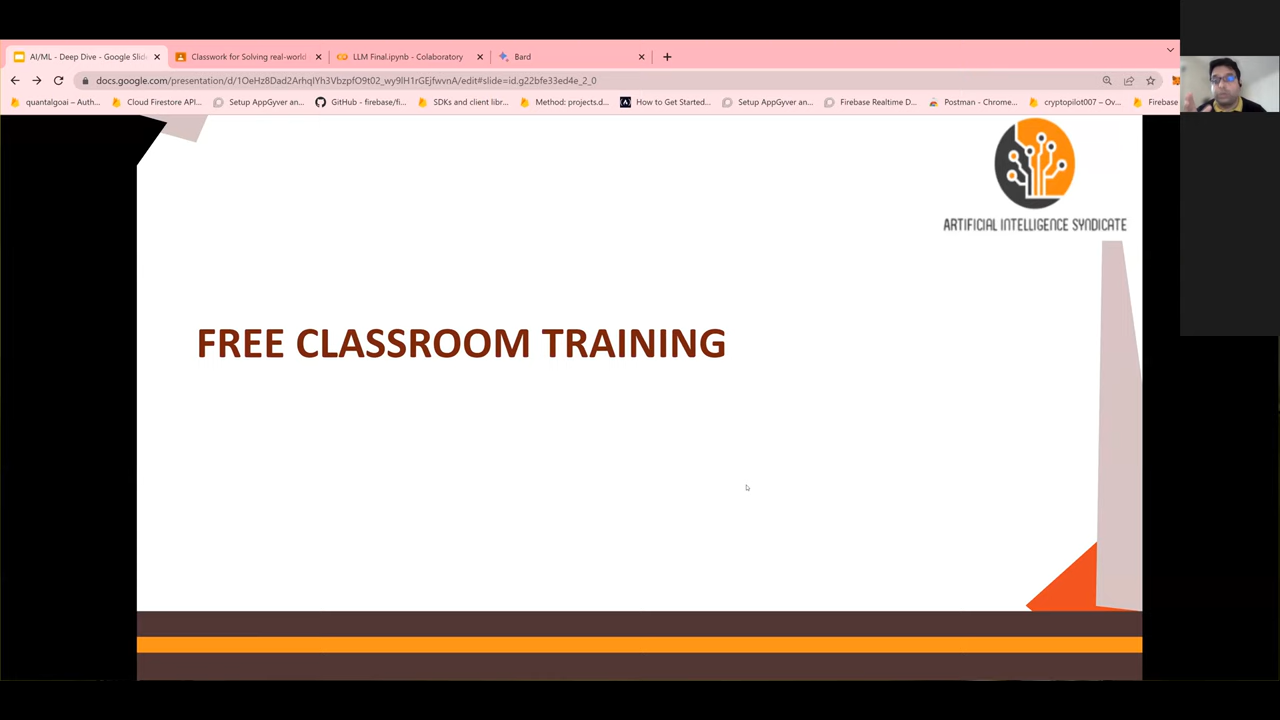 AI/ML - Deep Dive - Google Slid
Classwork for Solving real-world
LLM Final.ipynb - Colaboratory
Bard
docs.google.com/presentation/d/1OeHz8Dad2ArhqIYh3VbzpfO9t02_wy9lH1rGEjfwvnA/edit#slide=id.g22bfe33ed4e_2_0
quantalgoai – Auth...
Cloud Firestore API...
Setup AppGyver an...
GitHub - firebase/fi...
SDKs and client libr...
Method: projects.d...
How to Get Started...
Setup AppGyver an...
Firebase Realtime D...
Postman - Chrome...
cryptopilot007 – Ov...
Firebase
ARTIFICIAL INTELLIGENCE SYNDICATE
FREE CLASSROOM TRAINING